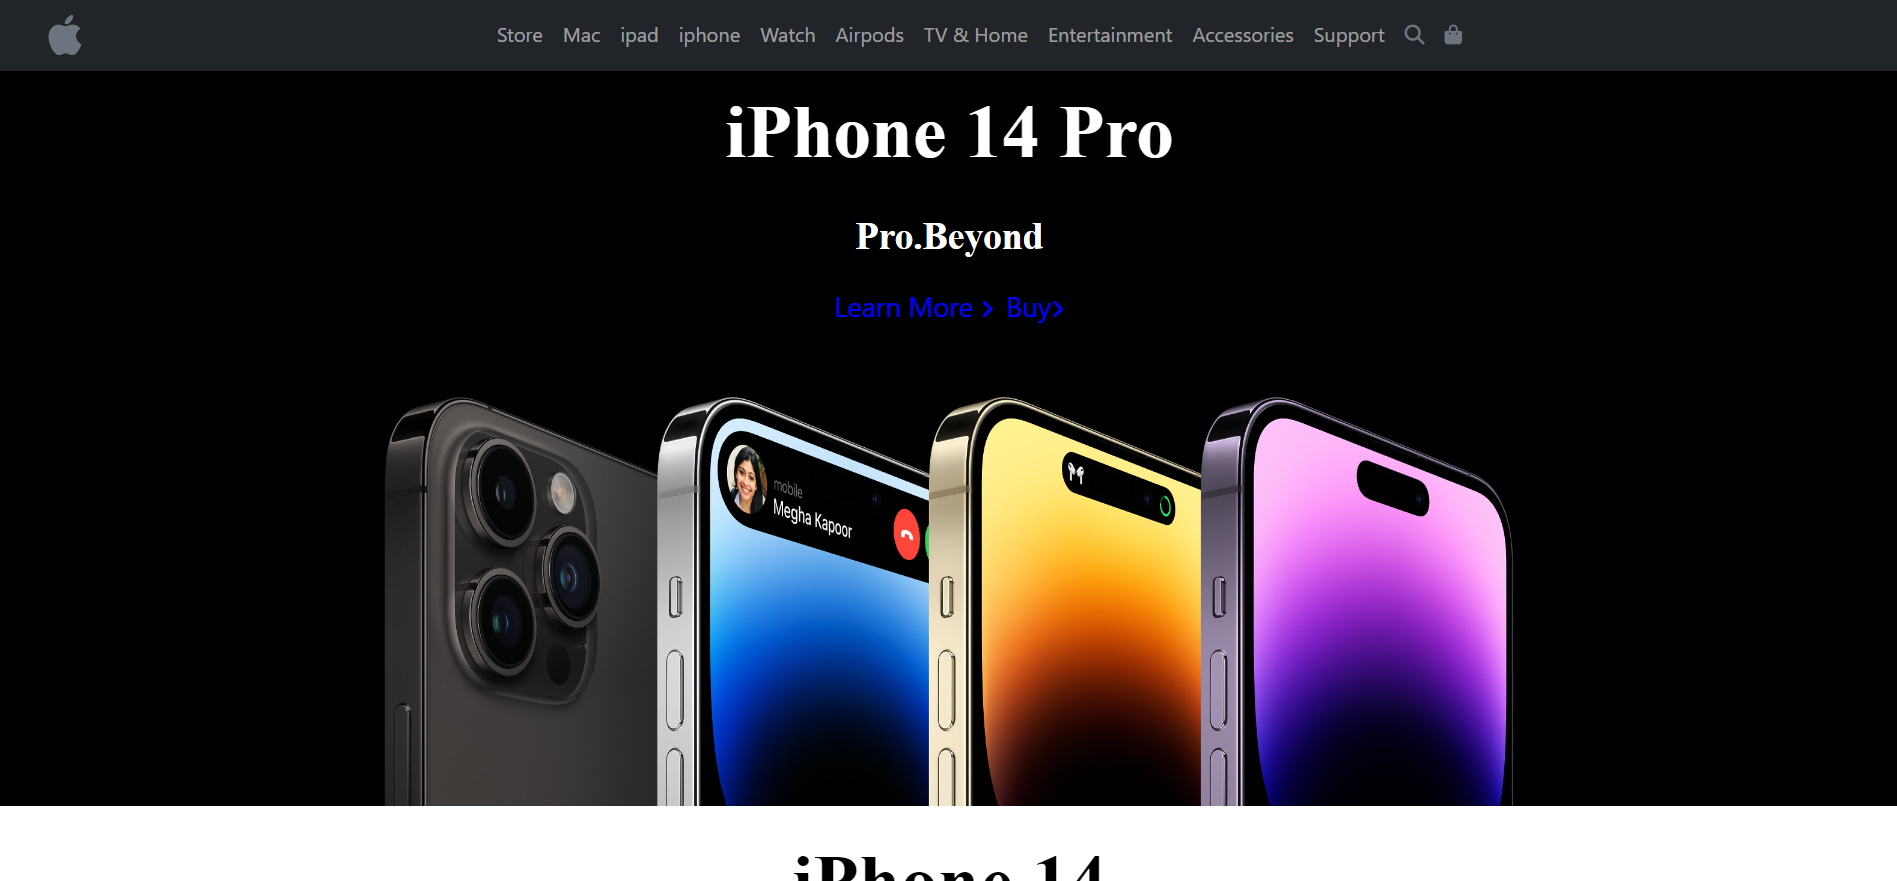 Store Mac ipad iphone Watch Airpods TV & Home Entertainment Accessories Support
iPhone 14 Pro
Pro.Beyond
Learn More > Buy>
mobile
Megha Kapoor
iPhone 14